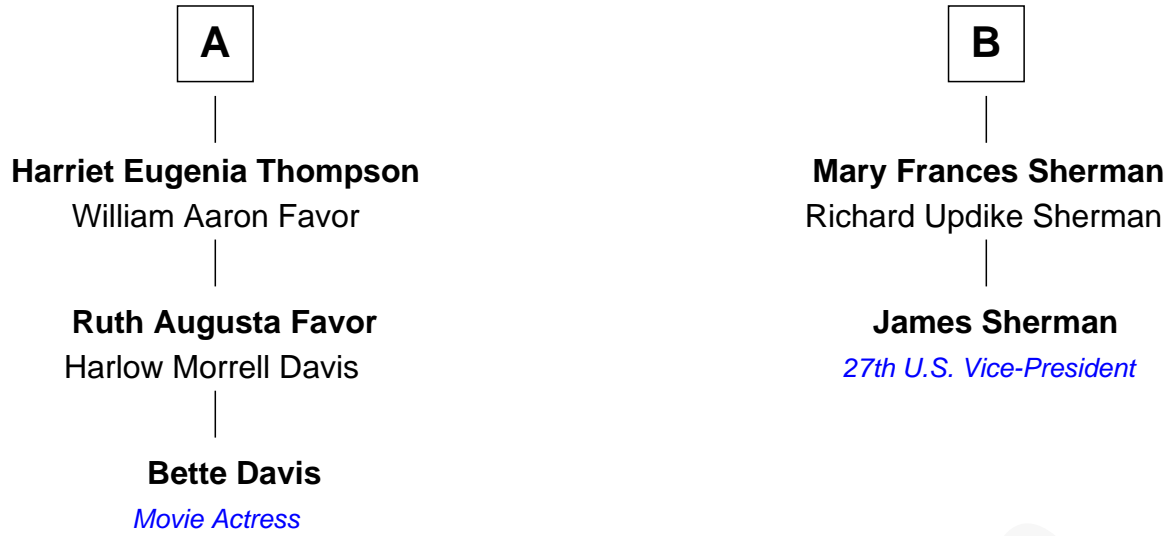 A
Harriet Eugenia Thompson
William Aaron Favor
Ruth Augusta Favor
Harlow Morrell Davis
Bette Davis
Movie Actress
B
Mary Frances Sherman
Richard Updike Sherman
James Sherman
27th U.S. Vice-President